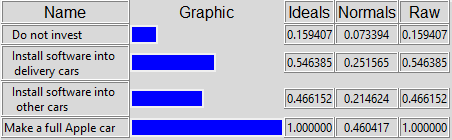 Name Graphic Ideals Normals Raw
Do not invest 0.159407 0.073394 0.159407
Install software into
delivery cars 0.546385 0.251565 0.546385
Install software into
other cars 0.466152 0.214624 0.466152
Make a full Apple car 1.000000 0.460417 1.000000